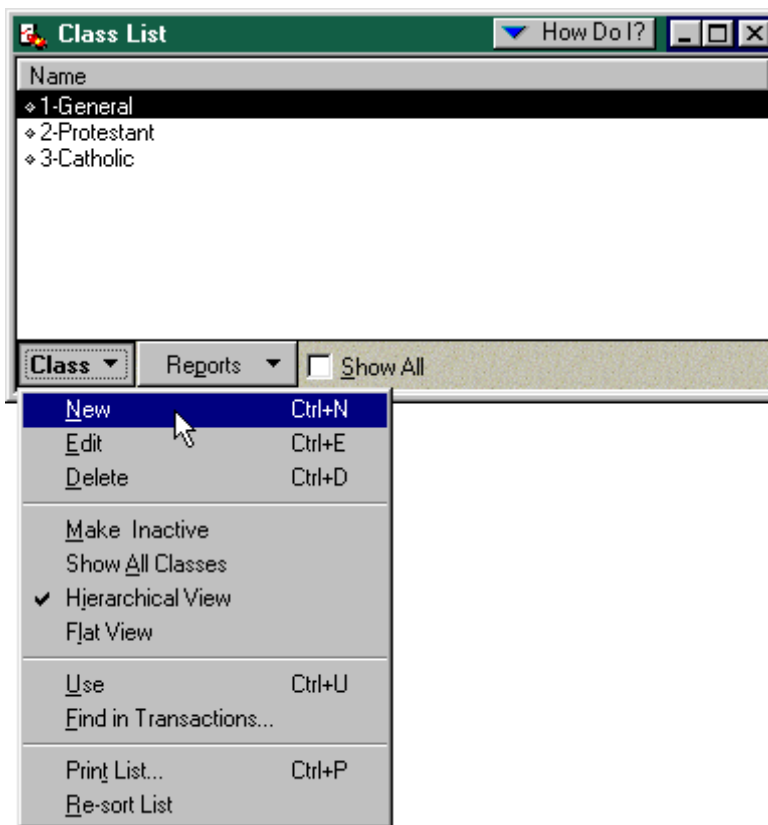 Class List How Do I?
Name
1-General
2-Protestant
3-Catholic
Class Reports Show All
New Ctrl+N
Edit Ctrl+E
Delete Ctrl+D
Make Inactive
Show All Classes
Hierarchical View
Flat View
Use Ctrl+U
Find in Transactions...
Print List... Ctrl+P
Re-sort List